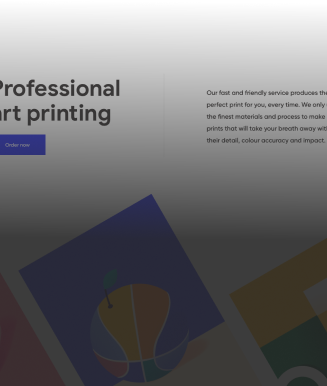 Professional
art printing
Order now
Our fast and friendly service produces the
perfect print for you, every time. We only
the finest materials and process to make
prints that will take your breath away with
their detail, colour accuracy and impact.